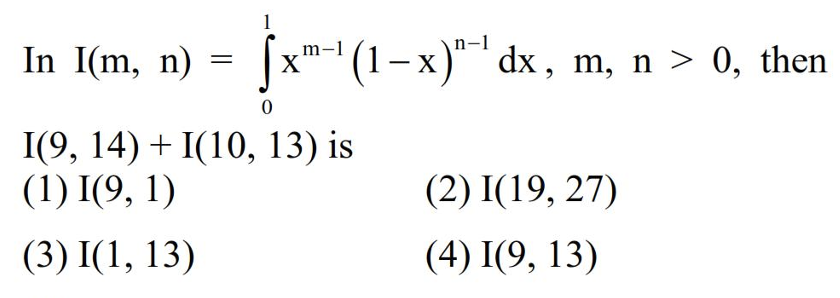 In I(m, n) = ∫₀¹ xᵐ⁻¹ (1 – x)ⁿ⁻¹ dx, m, n > 0, then
I(9, 14) + I(10, 13) is
(1) I(9, 1) (2) I(19, 27)
(3) I(1, 13) (4) I(9, 13)